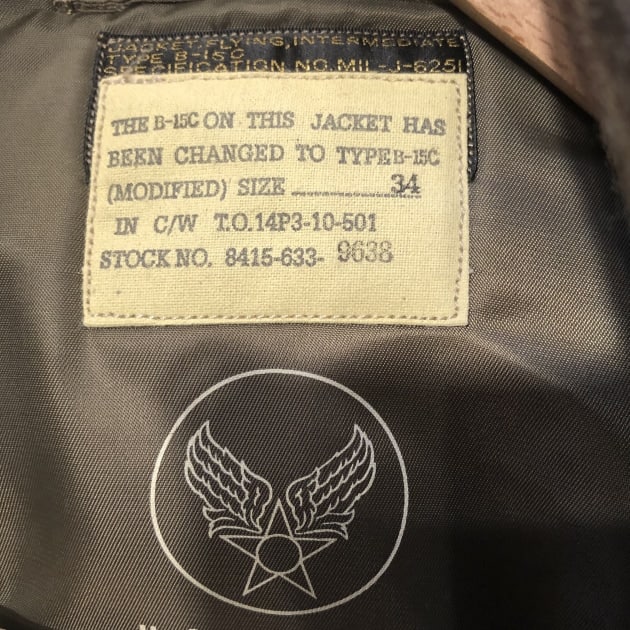 JACKET, FLYING, INTERMEDIATE
TYPE B-15C
SPECIFICATION NO. MIL-J-6251
THE B-15C ON THIS JACKET HAS
BEEN CHANGED TO TYPE B-15C
(MODIFIED) SIZE 34
IN C/W T.O.14P3-10-501
STOCK NO. 8415-633-9638